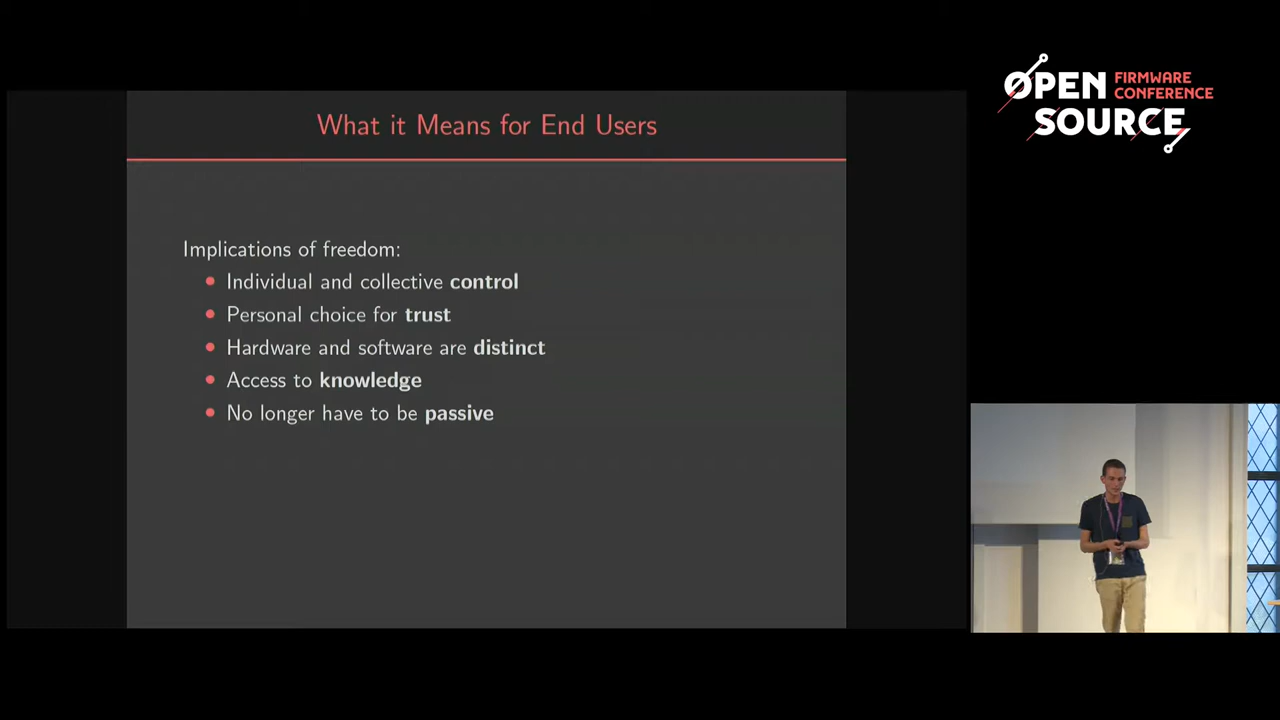 What it Means for End Users
Implications of freedom:
Individual and collective control
Personal choice for trust
Hardware and software are distinct
Access to knowledge
No longer have to be passive
OPEN FIRMWARE
CONFERENCE
SOURCE